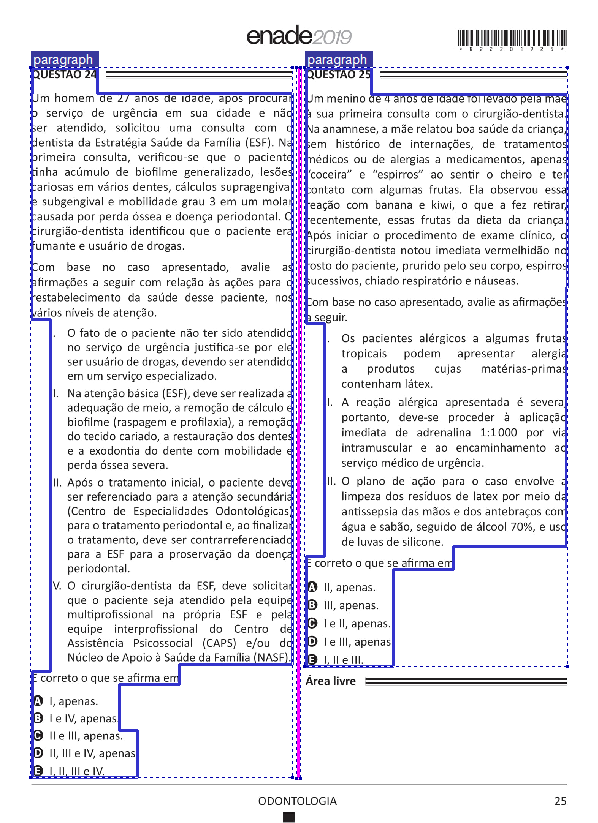 enade2019
paragraph
QUESTÃO 24
Um homem de 27 anos de idade, após procurar
o serviço de urgência em sua cidade e não
ser atendido, solicitou uma consulta com o
dentista da Estratégia Saúde da Família (ESF). Na
primeira consulta, verificou-se que o paciente
tinha acúmulo de biofilme generalizado, lesões
cariosas em vários dentes, cálculos supragengival
e subgengival e mobilidade grau 3 em um molar
causada por perda óssea e doença periodontal. O
cirurgião-dentista identificou que o paciente era
fumante e usuário de drogas.
Com base no caso apresentado, avalie as
afirmações a seguir com relação às ações para o
restabelecimento da saúde desse paciente, nos
vários níveis de atenção.
I. O fato de o paciente não ter sido atendido
no serviço de urgência justifica-se por ele
ser usuário de drogas, devendo ser atendido
em um serviço especializado.
II. Na atenção básica (ESF), deve ser realizada a
adequação de meio, a remoção de cálculo e
biofilme (raspagem e profilaxia), a remoção
do tecido cariado, a restauração dos dentes
e a exodontia do dente com mobilidade e
perda óssea severa.
III. Após o tratamento inicial, o paciente deve
ser referenciado para a atenção secundária
(Centro de Especialidades Odontológicas)
para o tratamento periodontal e, ao finalizar
o tratamento, deve ser contrarreferenciado
para a ESF para a proservação da doença
periodontal.
IV. O cirurgião-dentista da ESF, deve solicitar
que o paciente seja atendido pela equipe
multiprofissional na própria ESF e pela
equipe interprofissional do Centro de
Assistência Psicossocial (CAPS) e/ou do
Núcleo de Apoio à Saúde da Família (NASF).
É correto o que se afirma em
A I, apenas.
B I e IV, apenas.
C II e III, apenas.
D II, III e IV, apenas
E I, II, III e IV.
paragraph
QUESTÃO 25
Um menino de 4 anos de idade foi levado pela mãe
à sua primeira consulta com o cirurgião-dentista.
Na anamnese, a mãe relatou boa saúde da criança,
sem histórico de internações, de tratamentos
médicos ou de alergias a medicamentos, apenas
"coceira" e "espirros" ao sentir o cheiro e ter
contato com algumas frutas. Ela observou essa
reação com banana e kiwi, o que a fez retirar,
recentemente, essas frutas da dieta da criança.
Após iniciar o procedimento de exame clínico, o
cirurgião-dentista notou imediata vermelhidão no
rosto do paciente, prurido pelo seu corpo, espirros
sucessivos, chiado respiratório e náuseas.
Com base no caso apresentado, avalie as afirmações
a seguir.
I. Os pacientes alérgicos a algumas frutas
tropicais podem apresentar alergia
a produtos cujas matérias-primas
contenham látex.
II. A reação alérgica apresentada é severa,
portanto, deve-se proceder à aplicação
imediata de adrenalina 1:1000 por via
intramuscular e ao encaminhamento ao
serviço médico de urgência.
III. O plano de ação para o caso envolve a
limpeza dos resíduos de latex por meio da
antissepsia das mãos e dos antebraços com
água e sabão, seguido de álcool 70%, e uso
de luvas de silicone.
É correto o que se afirma em
A II, apenas.
B III, apenas.
C I e II, apenas.
D I e III, apenas
E I, II e III.
Área livre
ODONTOLOGIA
25